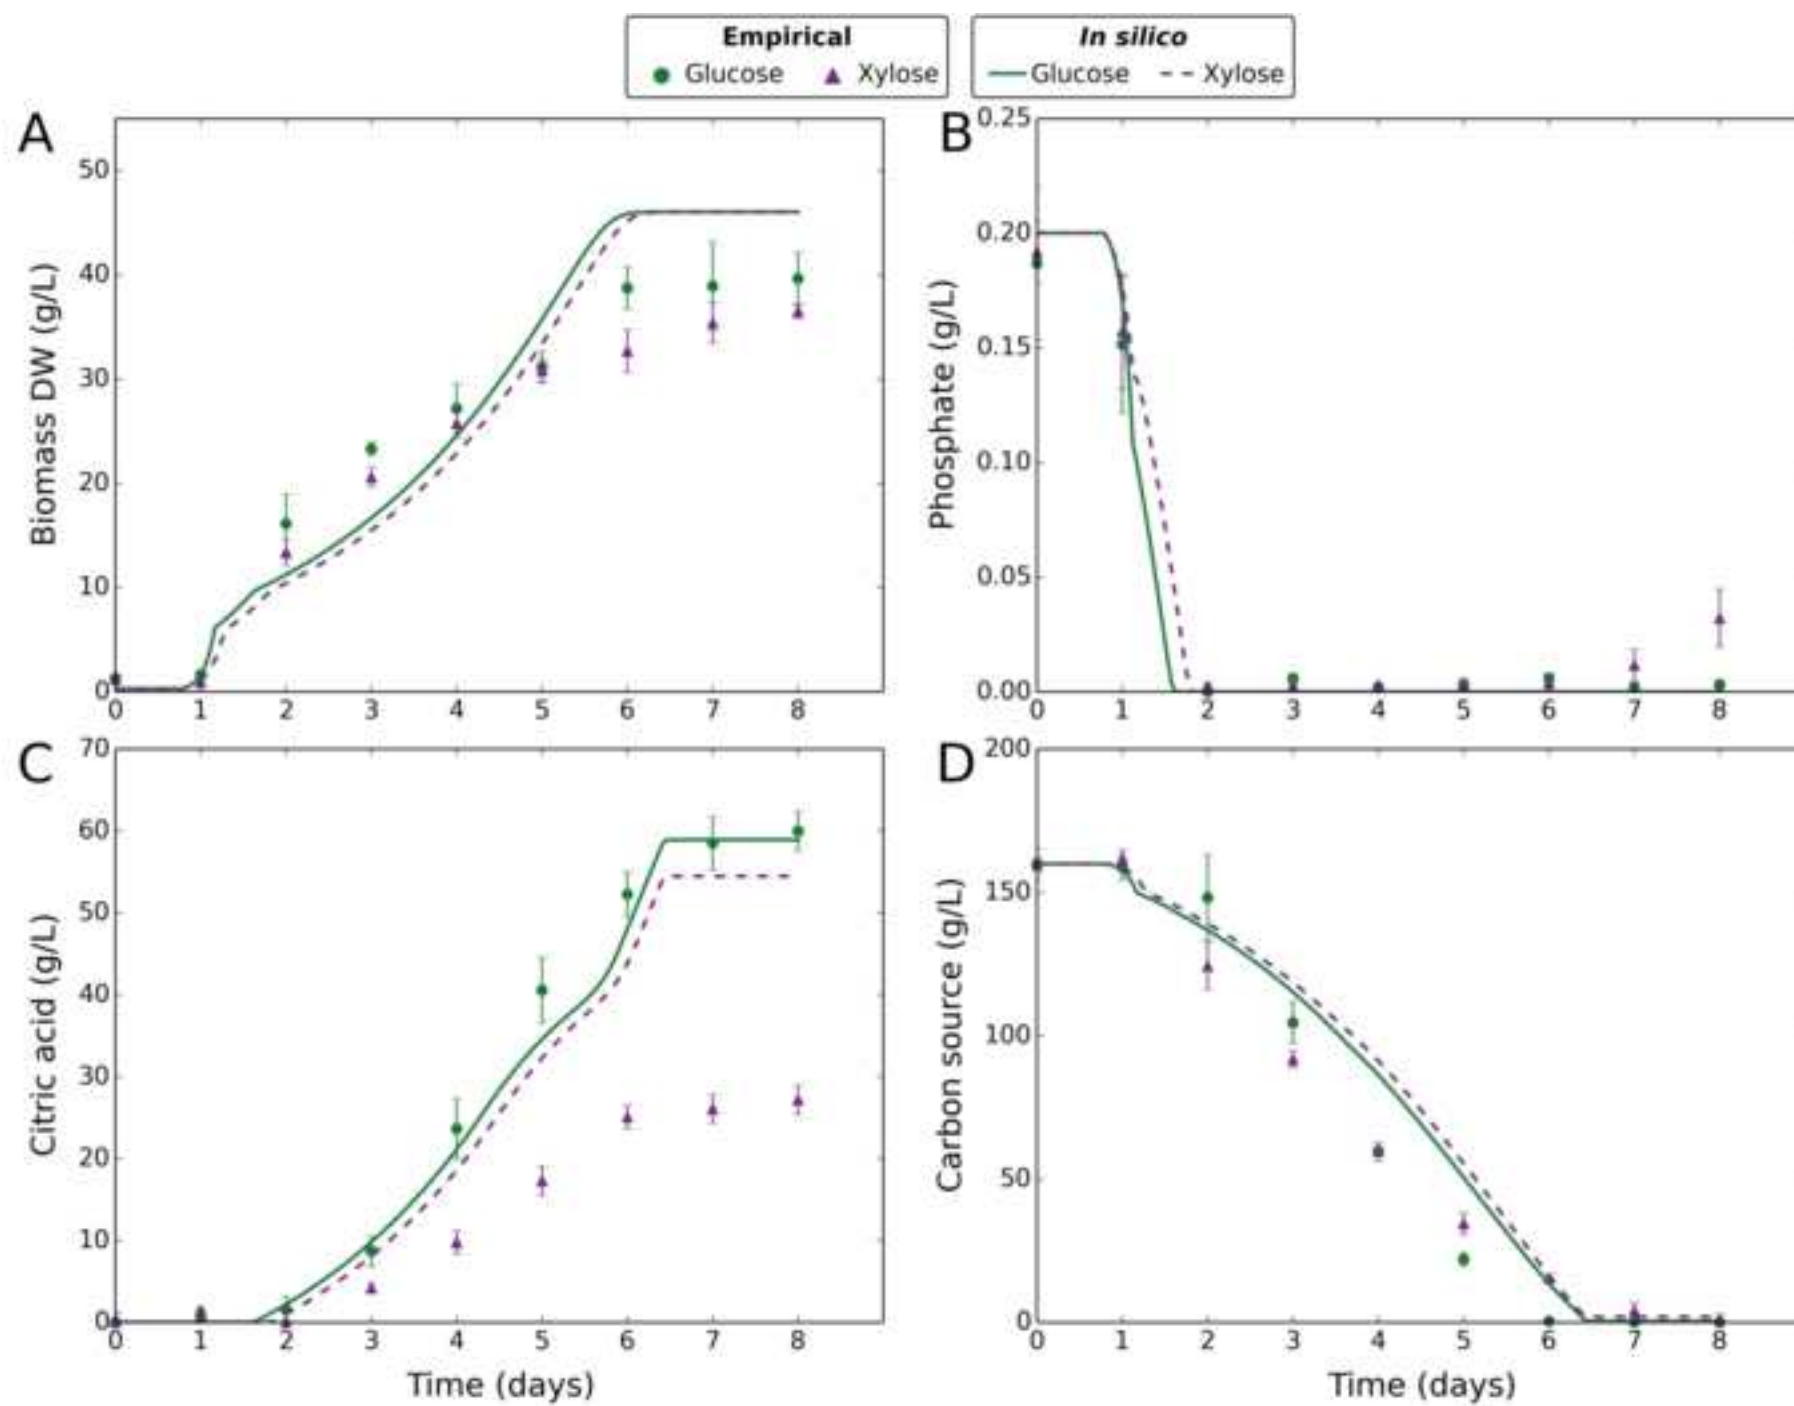 Empirical
Glucose Xylose
In silico
Glucose Xylose
A
Biomass DW (g/L)
50
40
30
20
10
0
0 1 2 3 4 5 6 7 8
B
Phosphate (g/L)
0.25
0.20
0.15
0.10
0.05
0.00
0 1 2 3 4 5 6 7 8
C
Citric acid (g/L)
70
60
50
40
30
20
10
0
0 1 2 3 4 5 6 7 8
Time (days)
D
Carbon source (g/L)
200
150
100
50
0
0 1 2 3 4 5 6 7 8
Time (days)